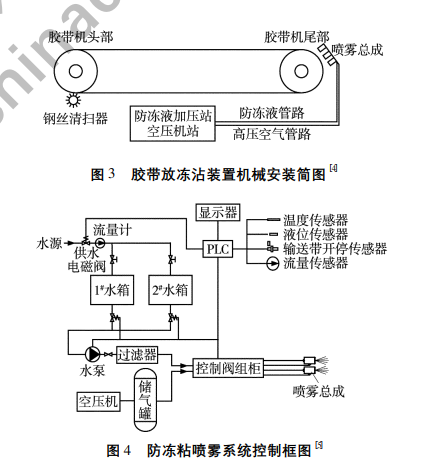 胶带机头部
胶带机尾部
喷雾总成
钢丝清扫器
防冻液加压站
空压机站
防冻液管路
高压空气管路
图 3 胶带放冻沾装置机械安装简图[4]
显示器
流量计
水源
供水
电磁阀
PLC
温度传感器
液位传感器
输送带开停传感器
流量传感器
1#水箱
2#水箱
水泵
过滤器
控制阀组柜
喷雾总成
空压机
储
气
罐
图 4 防冻粘喷雾系统控制框图[5]